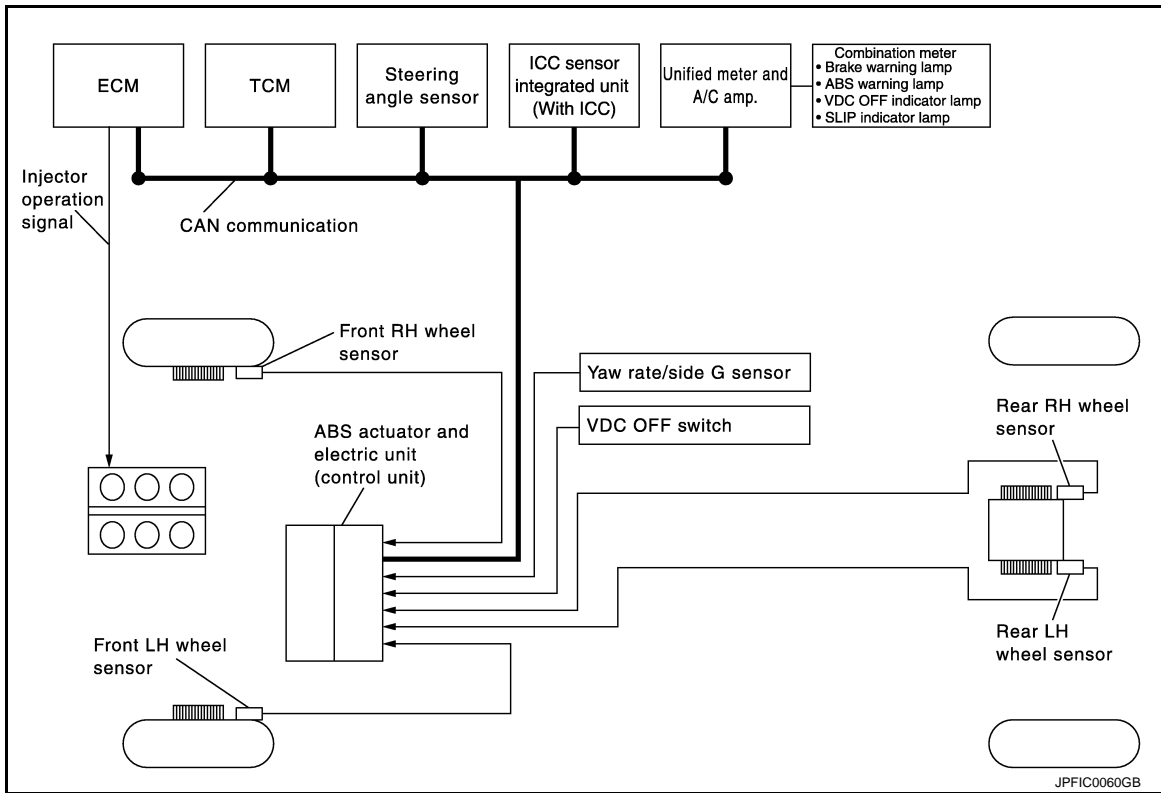 ECM
TCM
Steering
angle sensor
ICC sensor
integrated unit
(With ICC)
Unified meter and
A/C amp.
Combination meter
• Brake warning lamp
• ABS warning lamp
• VDC OFF indicator lamp
• SLIP indicator lamp
Injector
operation
signal
CAN communication
Front RH wheel
sensor
Yaw rate/side G sensor
VDC OFF switch
Rear RH wheel
sensor
ABS actuator and
electric unit
(control unit)
Front LH wheel
sensor
Rear LH
wheel sensor
JPFIC0060GB